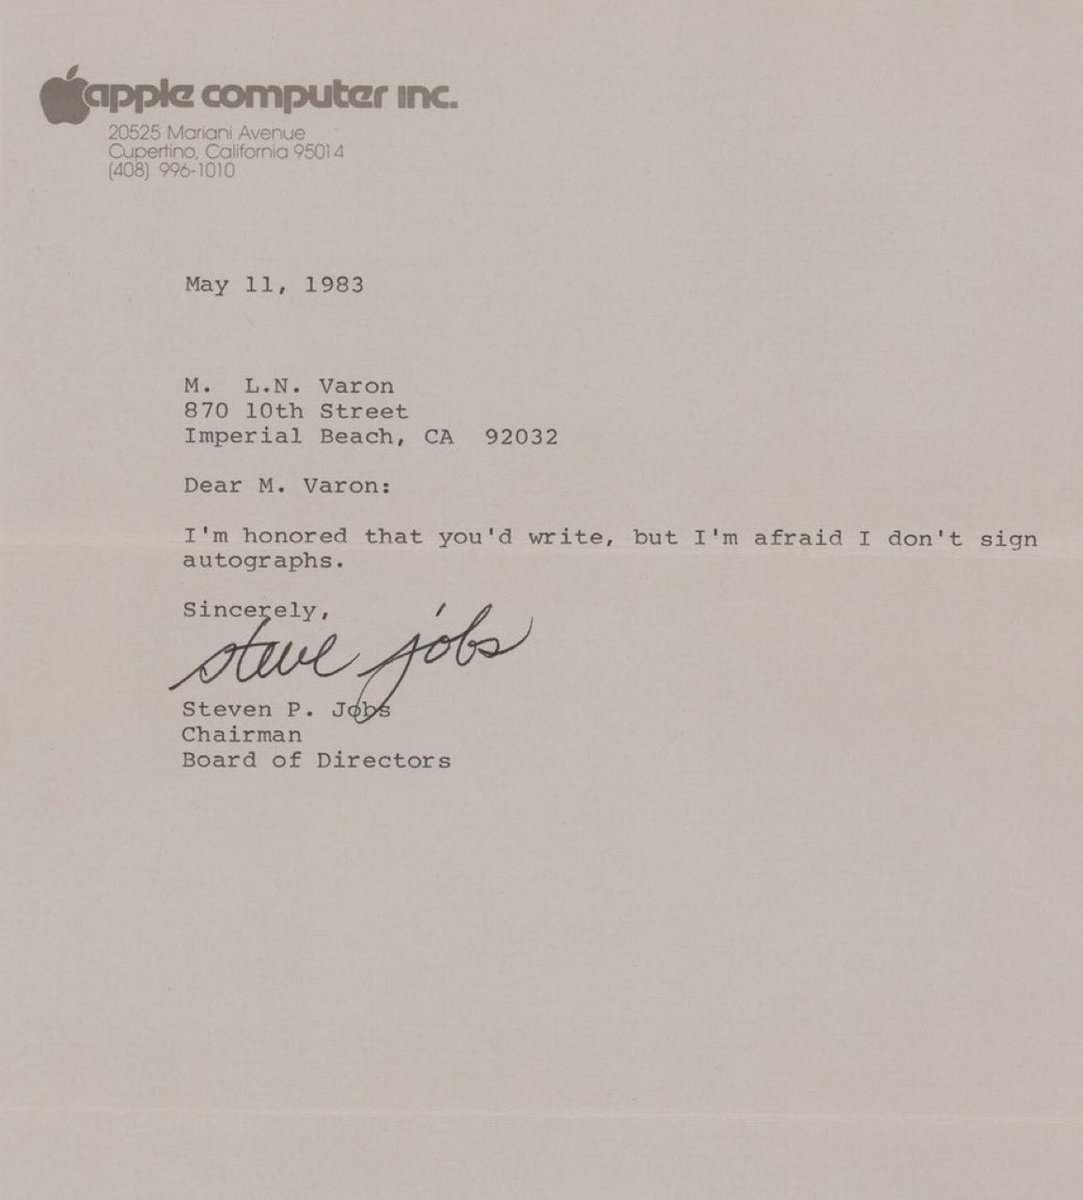 apple computer inc.
20525 Mariani Avenue
Cupertino, California 95014
(408) 996-1010
May 11, 1983
M.  L.N. Varon
870 10th Street
Imperial Beach, CA  92032
Dear M. Varon:
I'm honored that you'd write, but I'm afraid I don't sign
autographs.
Sincerely,
steve jobs
Steven P. Jobs
Chairman
Board of Directors